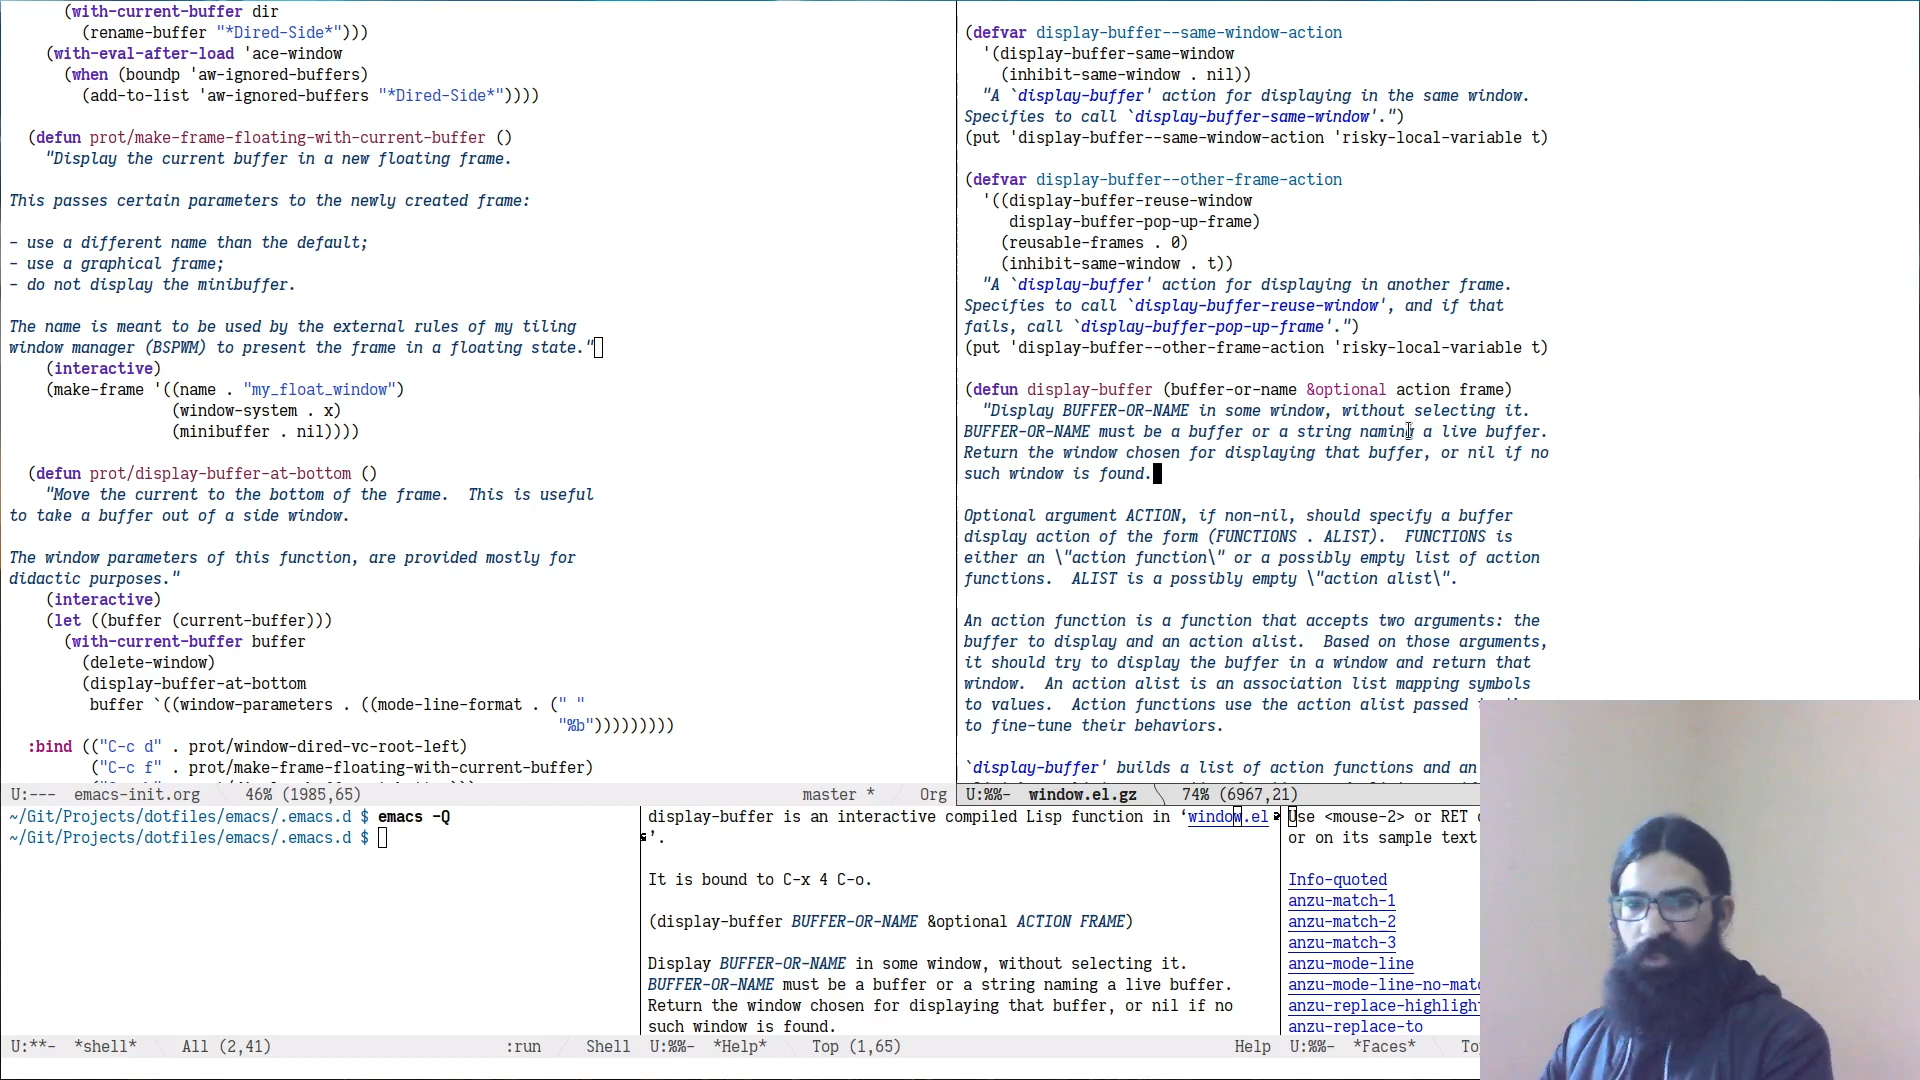 (with-current-buffer dir
(rename-buffer "*Dired-Side*")))
(with-eval-after-load 'ace-window
(when (boundp 'aw-ignored-buffers)
(add-to-list 'aw-ignored-buffers "*Dired-Side*"))))
(defun prot/make-frame-floating-with-current-buffer ()
"Display the current buffer in a new floating frame.
This passes certain parameters to the newly created frame:
- use a different name than the default;
- use a graphical frame;
- do not display the minibuffer.
The name is meant to be used by the external rules of my tiling
window manager (BSPWM) to present the frame in a floating state."
(interactive)
(make-frame '((name . "my_float_window")
(window-system . x)
(minibuffer . nil))))
(defun prot/display-buffer-at-bottom ()
"Move the current to the bottom of the frame.  This is useful
to take a buffer out of a side window.
The window parameters of this function, are provided mostly for
didactic purposes."
(interactive)
(let ((buffer (current-buffer)))
(with-current-buffer buffer
(delete-window)
(display-buffer-at-bottom
buffer `((window-parameters . ((mode-line-format . (" "
"%b")))))))))
:bind (("C-c d" . prot/window-dired-vc-root-left)
("C-c f" . prot/make-frame-floating-with-current-buffer)
U:--- emacs-init.org 46% (1985,65) master * Org
(defvar display-buffer--same-window-action
'(display-buffer-same-window
(inhibit-same-window . nil))
"A `display-buffer' action for displaying in the same window.
Specifies to call `display-buffer-same-window'.")
(put 'display-buffer--same-window-action 'risky-local-variable t)
(defvar display-buffer--other-frame-action
'((display-buffer-reuse-window
display-buffer-pop-up-frame)
(reusable-frames . 0)
(inhibit-same-window . t))
"A `display-buffer' action for displaying in another frame.
Specifies to call `display-buffer-reuse-window', and if that
fails, call `display-buffer-pop-up-frame'.")
(put 'display-buffer--other-frame-action 'risky-local-variable t)
(defun display-buffer (buffer-or-name &optional action frame)
"Display BUFFER-OR-NAME in some window, without selecting it.
BUFFER-OR-NAME must be a buffer or a string naming a live buffer.
Return the window chosen for displaying that buffer, or nil if no
such window is found.
Optional argument ACTION, if non-nil, should specify a buffer
display action of the form (FUNCTIONS . ALIST).  FUNCTIONS is
either an \"action function\" or a possibly empty list of action
functions.  ALIST is a possibly empty \"action alist\".
An action function is a function that accepts two arguments: the
buffer to display and an action alist.  Based on those arguments,
it should try to display the buffer in a window and return that
window.  An action alist is an association list mapping symbols
to values.  Action functions use the action alist passed
to fine-tune their behaviors.
`display-buffer' builds a list of action functions and an
U:%%- window.el.gz 74% (6967,21)
~/Git/Projects/dotfiles/emacs/.emacs.d $ emacs -Q
~/Git/Projects/dotfiles/emacs/.emacs.d $
U:**- *shell* All (2,41) :run Shell
display-buffer is an interactive compiled Lisp function in ‘window.el
’.
It is bound to C-x 4 C-o.
(display-buffer BUFFER-OR-NAME &optional ACTION FRAME)
Display BUFFER-OR-NAME in some window, without selecting it.
BUFFER-OR-NAME must be a buffer or a string naming a live buffer.
Return the window chosen for displaying that buffer, or nil if no
such window is found.
U:%%- *Help* Top (1,65) Help
Use <mouse-2> or RET
or on its sample text
Info-quoted
anzu-match-1
anzu-match-2
anzu-match-3
anzu-mode-line
anzu-mode-line-no-matc
anzu-replace-highligh
anzu-replace-to
U:%%- *Faces* To